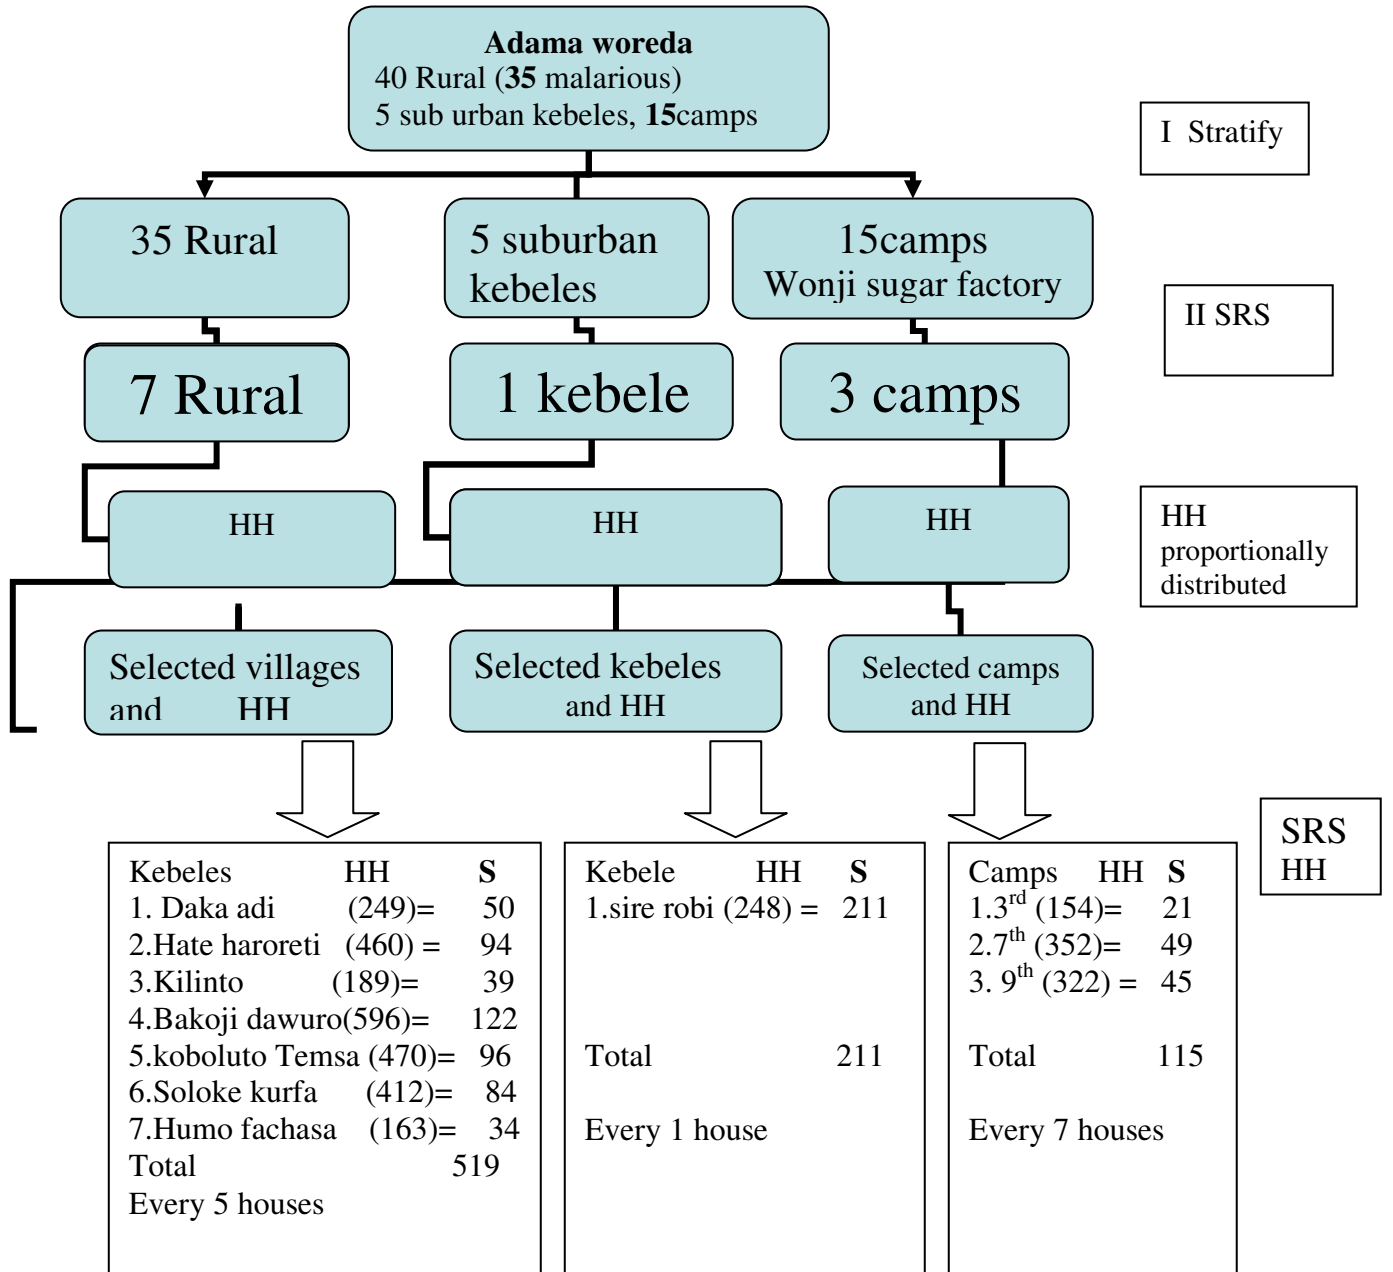 Adama woreda
40 Rural (35 malarious)
5 sub urban kebeles, 15camps
I Stratify
35 Rural
5 suburban
kebeles
15camps
Wonji sugar factory
II SRS
7 Rural
1 kebele
3 camps
HH
HH
HH
HH
proportionally
distributed
Selected villages
and HH
Selected kebeles
and HH
Selected camps
and HH
SRS
HH
Kebeles HH S
1. Daka adi (249)= 50
2.Hate haroreti (460) = 94
3.Kilinto (189)= 39
4.Bakoji dawuro(596)= 122
5.koboluto Temsa (470)= 96
6.Soloke kurfa (412)= 84
7.Humo fachasa (163)= 34
Total 519
Every 5 houses
Kebele HH S
1.sire robi (248) = 211
Total 211
Every 1 house
Camps HH S
1.3rd (154)= 21
2.7th (352)= 49
3. 9th (322) = 45
Total 115
Every 7 houses